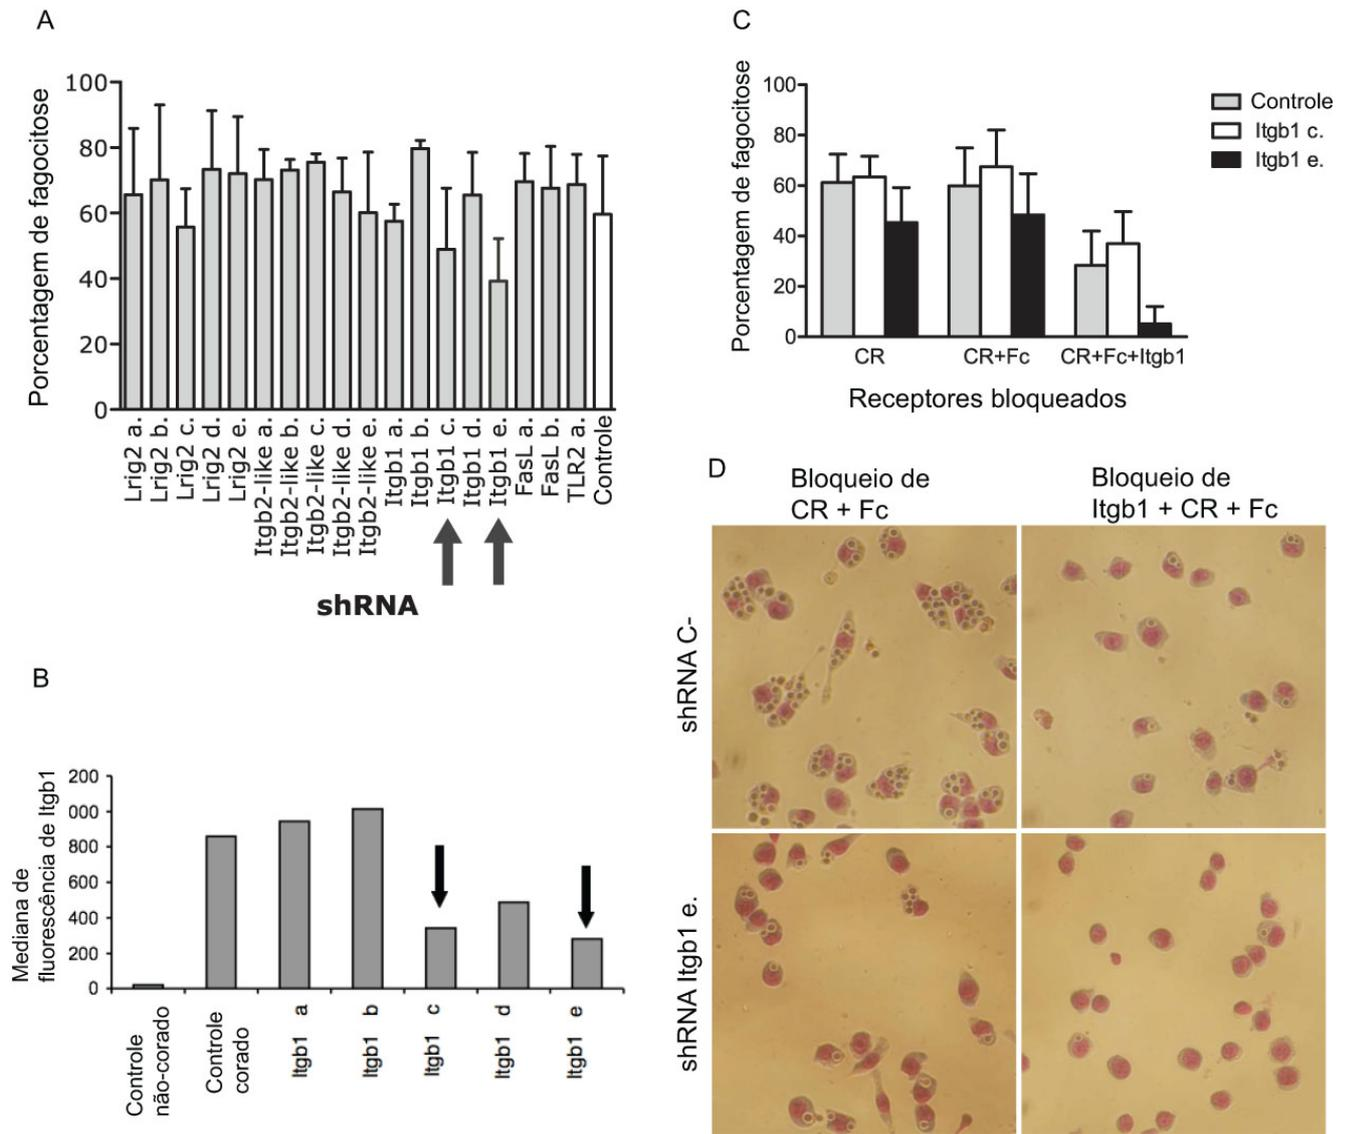 A
Porcentagem de fagocitose
100
80
60
40
20
0
Lrig2 a.
Lrig2 b.
Lrig2 c.
Lrig2 d.
Lrig2 e.
Itgb2-like a.
Itgb2-like b.
Itgb2-like c.
Itgb2-like d.
Itgb2-like e.
Itgb1 a.
Itgb1 b.
Itgb1 c.
Itgb1 d.
Itgb1 e.
FasL a.
FasL b.
TLR2 a.
Controle
shRNA
B
Mediana de
fluorescência de Itgb1
200
000
800
600
400
200
0
Controle
não-corado
Controle
corado
Itgb1 a
Itgb1 b
Itgb1 c
Itgb1 d
Itgb1 e
C
Porcentagem de fagocitose
100
80
60
40
20
0
CR
CR+Fc
CR+Fc+Itgb1
Receptores bloqueados
Controle
Itgb1 c.
Itgb1 e.
D
Bloqueio de
CR + Fc
Bloqueio de
Itgb1 + CR + Fc
shRNA C-
shRNA Itgb1 e.